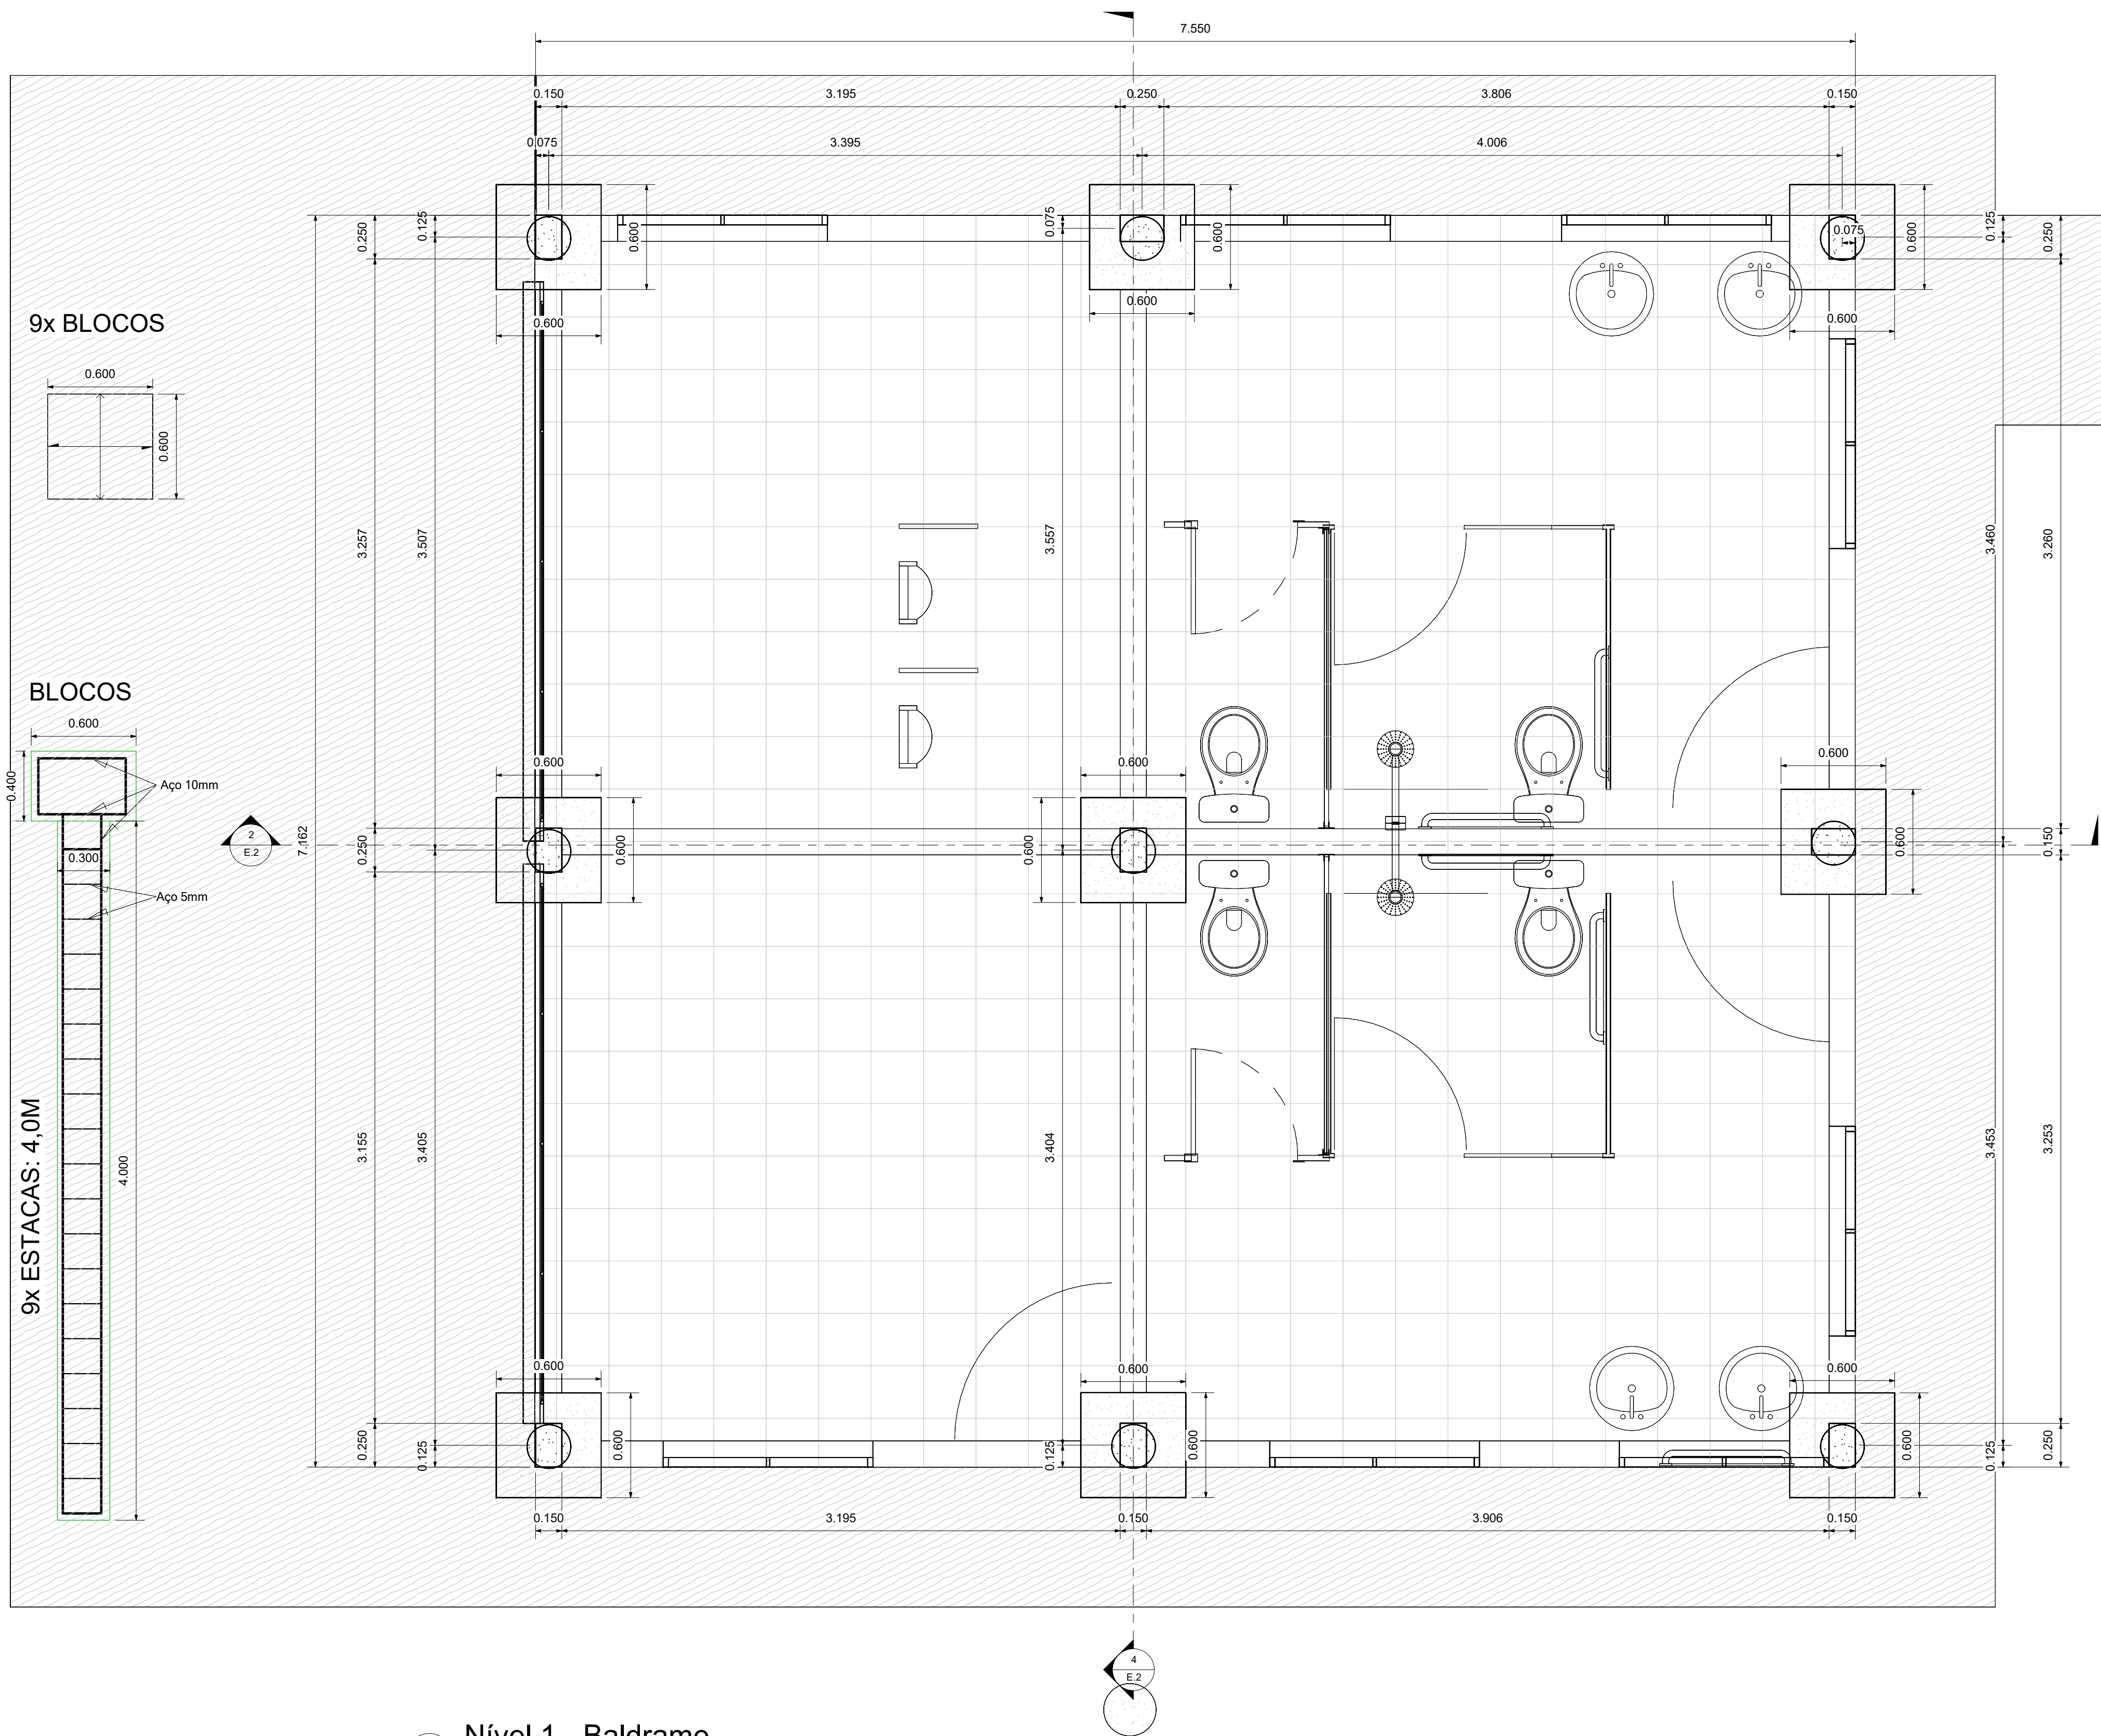 7.550
0.150 3.195 0.250 3.806 0.150
0.075 3.395 4.006
0.250 0.125 0.600 0.075 0.600 0.075 0.600 0.125 0.250
0.600 0.600 0.600
9x BLOCOS
0.600
0.600
3.257 3.507 3.557 3.460 3.260
BLOCOS
0.600
0.400
Aço 10mm
0.300
Aço 5mm
9x ESTACAS: 4,0M
4.000
2
E.2
7.162
0.600 0.600 0.600
0.250 0.600 0.600 0.600 0.150
3.155 3.405 3.404 3.453 3.253
0.600 0.600 0.600
0.250 0.125 0.600 0.125 0.600 0.600 0.125 0.250
0.150 3.195 0.150 3.906 0.150
4
E.2
Nível 1 - Baldrame